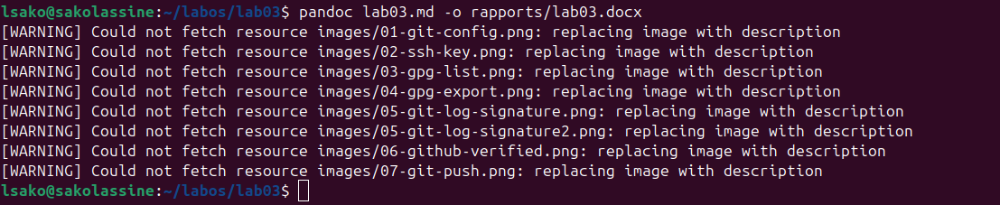 lsako@sakolassine:~/labos/lab03$ pandoc lab03.md -o rapports/lab03.docx
[WARNING] Could not fetch resource images/01-git-config.png: replacing image with description
[WARNING] Could not fetch resource images/02-ssh-key.png: replacing image with description
[WARNING] Could not fetch resource images/03-gpg-list.png: replacing image with description
[WARNING] Could not fetch resource images/04-gpg-export.png: replacing image with description
[WARNING] Could not fetch resource images/05-git-log-signature.png: replacing image with description
[WARNING] Could not fetch resource images/05-git-log-signature2.png: replacing image with description
[WARNING] Could not fetch resource images/06-github-verified.png: replacing image with description
[WARNING] Could not fetch resource images/07-git-push.png: replacing image with description
lsako@sakolassine:~/labos/lab03$